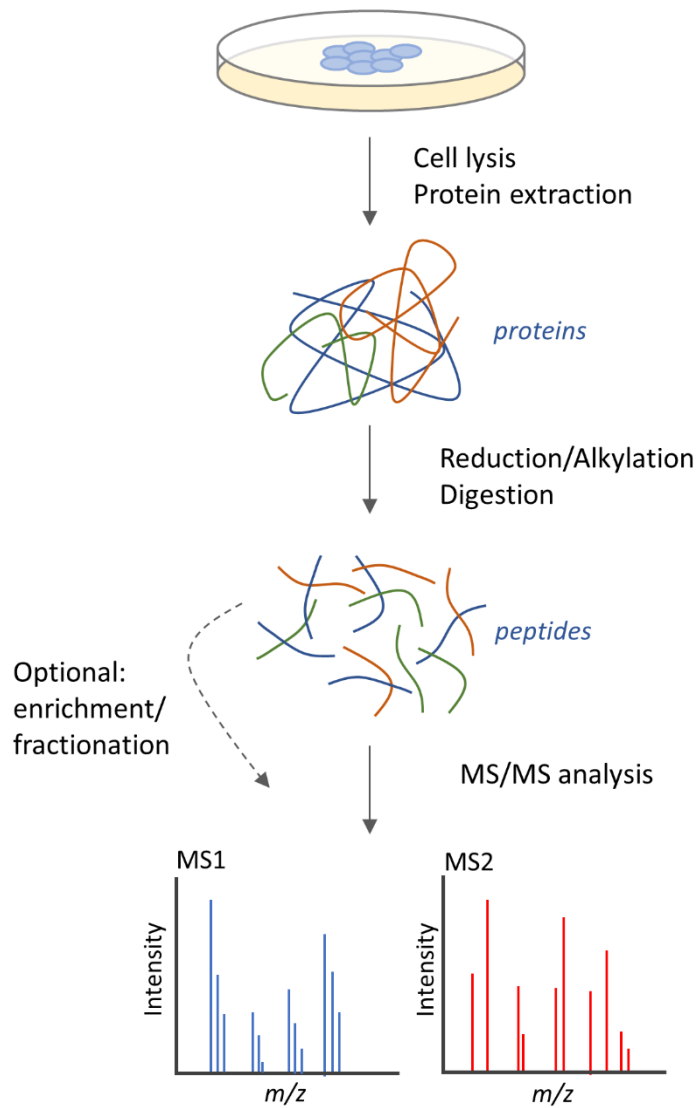 Cell lysis
Protein extraction
proteins
Reduction/Alkylation
Digestion
peptides
Optional:
enrichment/
fractionation
MS/MS analysis
MS1
Intensity
m/z
MS2
Intensity
m/z